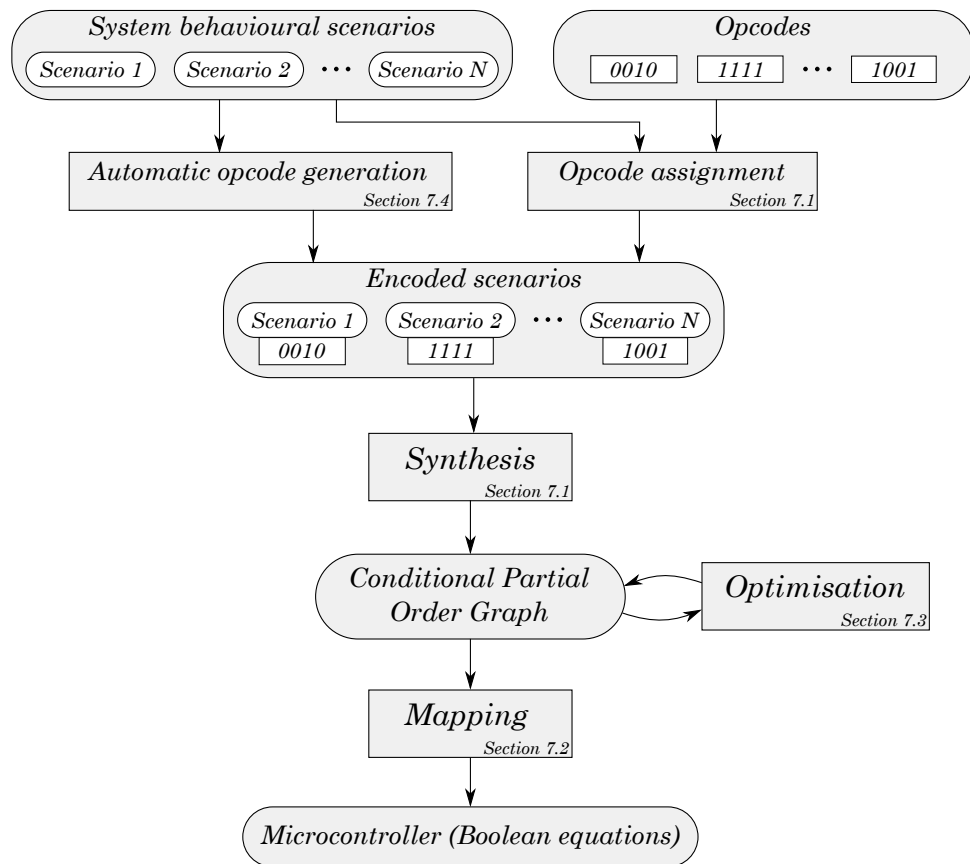 System behavioural scenarios
Scenario 1 Scenario 2 ... Scenario N
Opcodes
0010 1111 ... 1001
Automatic opcode generation
Section 7.4
Opcode assignment
Section 7.1
Encoded scenarios
Scenario 1 Scenario 2 ... Scenario N
0010 1111 1001
Synthesis
Section 7.1
Conditional Partial
Order Graph
Optimisation
Section 7.3
Mapping
Section 7.2
Microcontroller (Boolean equations)